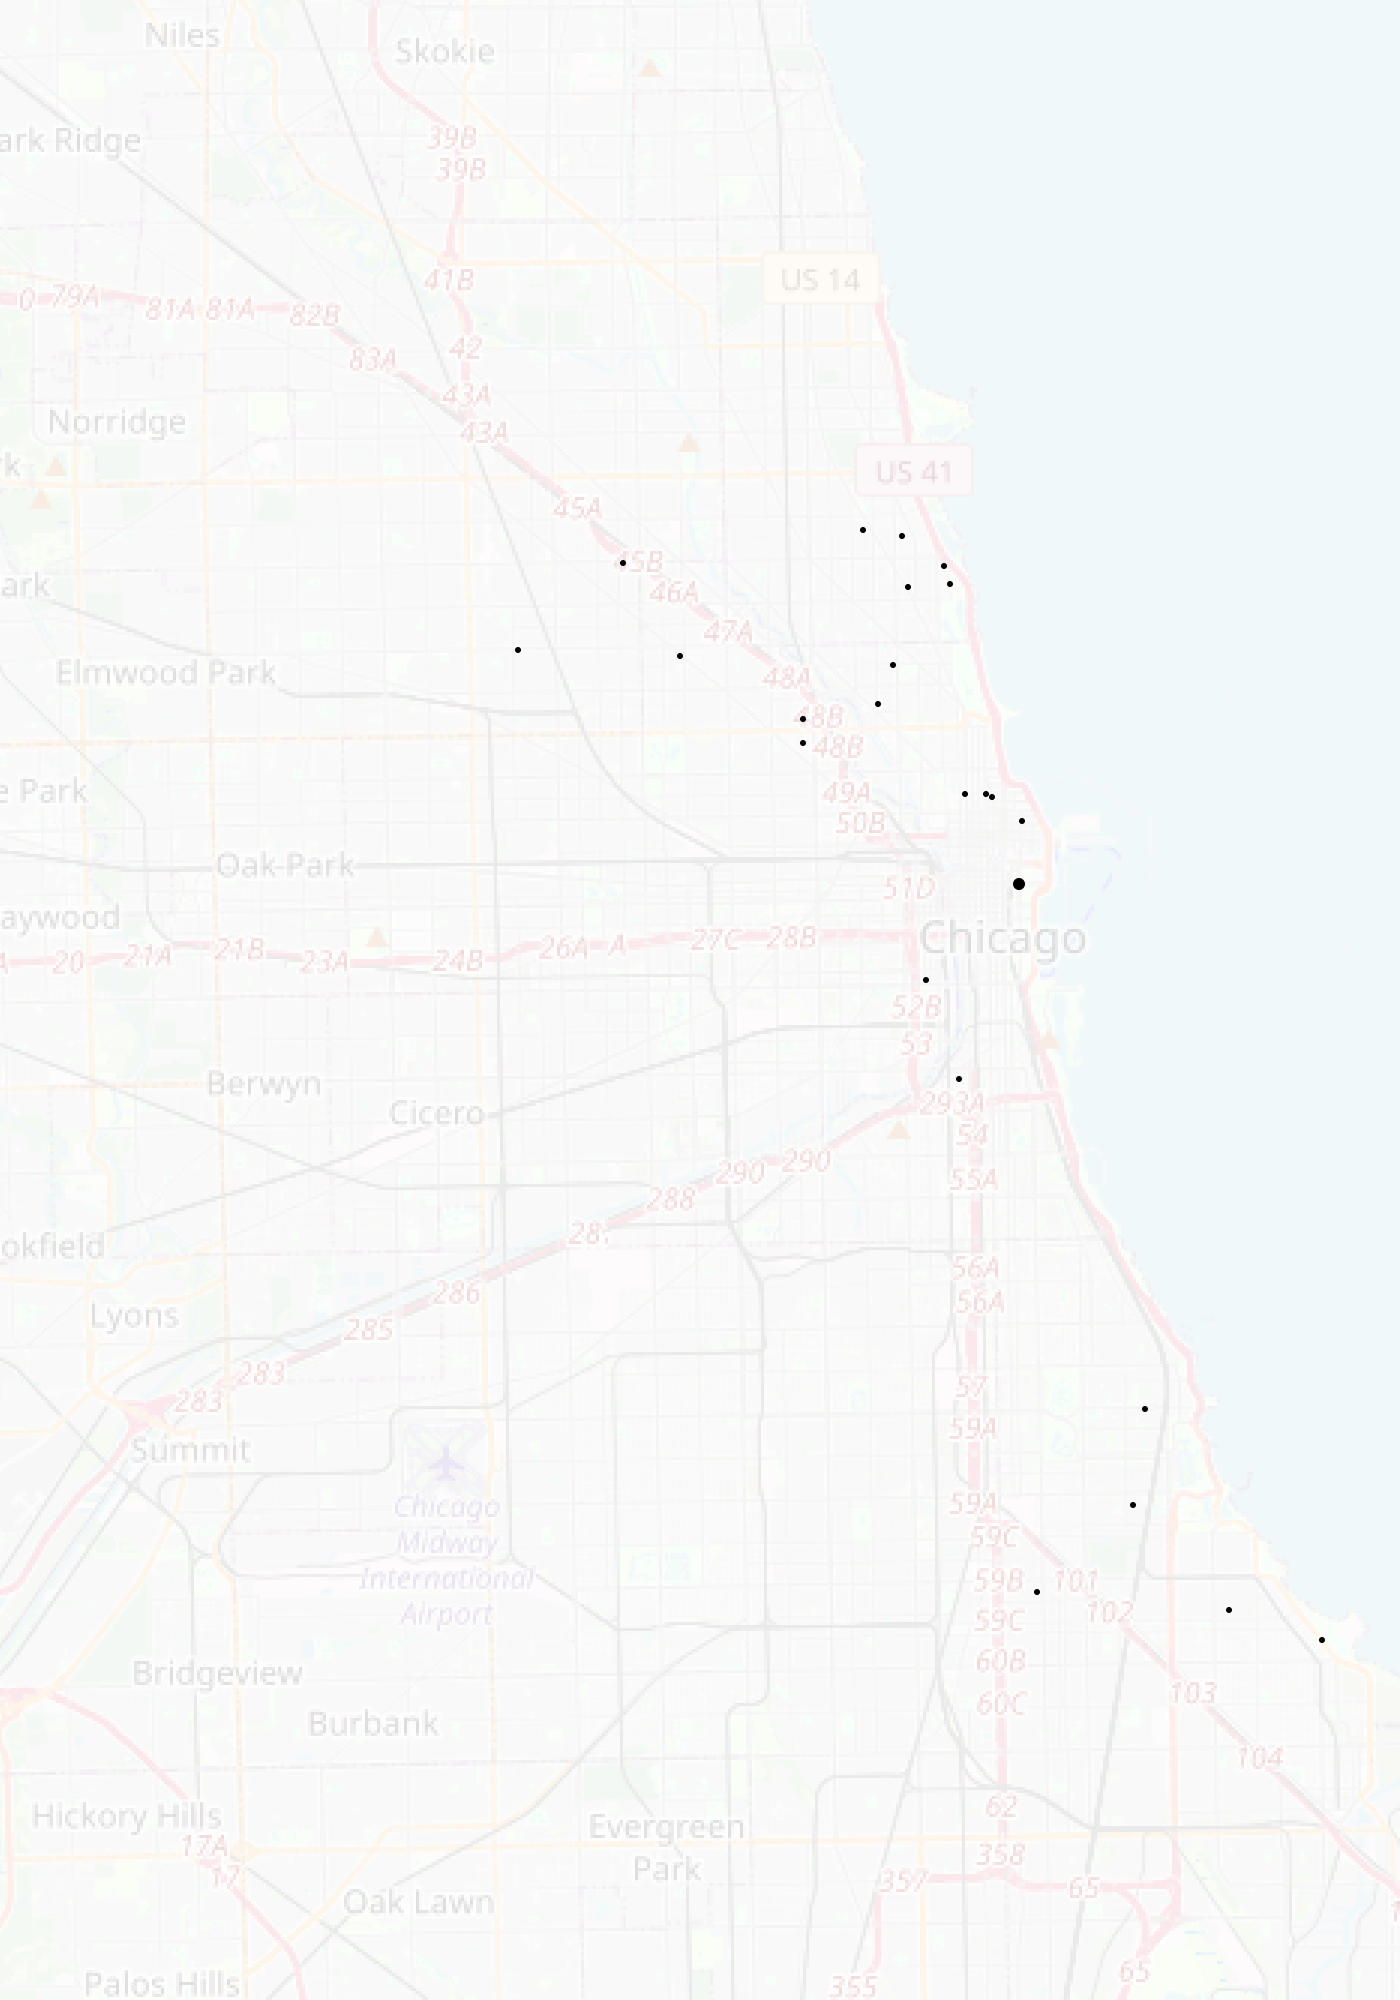 Niles
Skokie
39B
ark Ridge
39B
US 14
41B
0
79A
81A
81A
82B
42
83A
43A
Norridge
43A
rk
US 41
45A
45B
ark
46A
47A
Elmwood Park
48A
48B
48B
e Park
49A
50B
Oak Park
51D
aywood
Chicago
20
21A
21B
23A
24B
26A
A
27C
28B
52B
53
Berwyn
Cicero
293A
54
290
290
55A
288
okfield
28
56A
286
56A
Lyons
285
283
283
57
59A
Summit
59A
Chicago
Midway
International
Airport
59C
59B
101
59C
102
60B
Bridgeview
103
60C
Burbank
104
62
Hickory Hills
Evergreen
Park
17A
17
358
357
65
Oak Lawn
65
Palos Hills
355